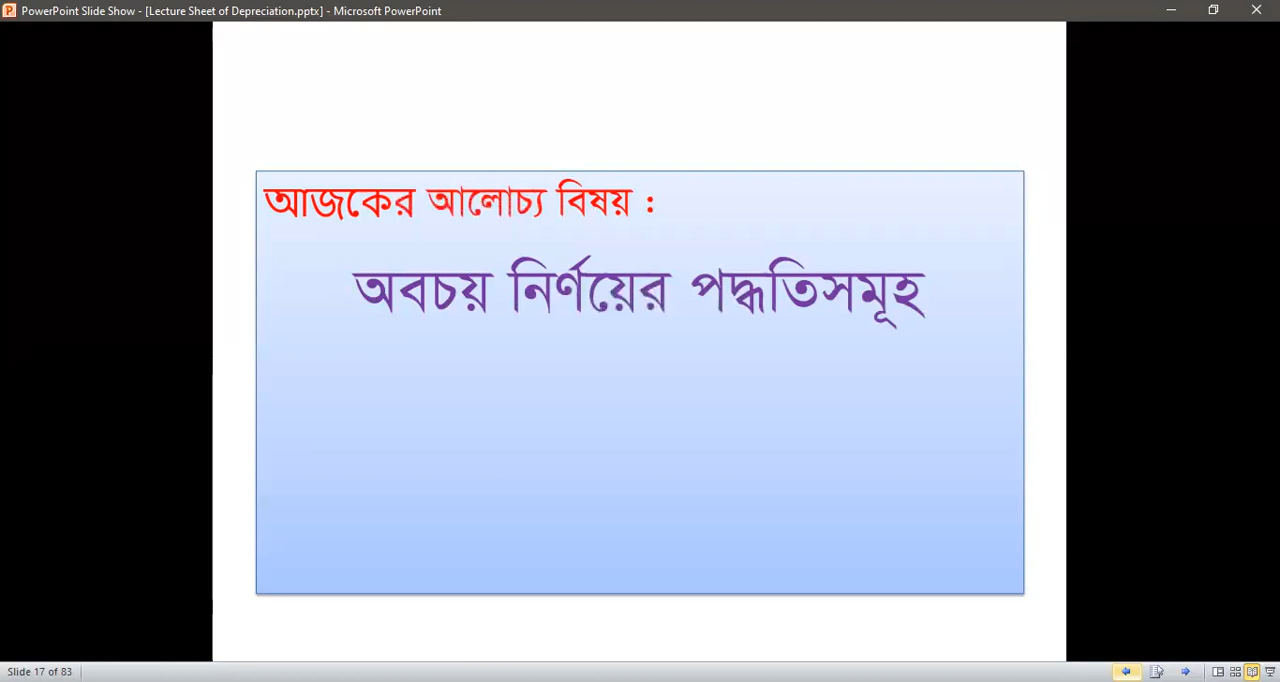 PowerPoint Slide Show - [Lecture Sheet of Depreciation.pptx] - Microsoft PowerPoint
আজকের আলোচ্য বিষয় :
অবচয় নির্ণয়ের পদ্ধতিসমূহ
Slide 17 of 83